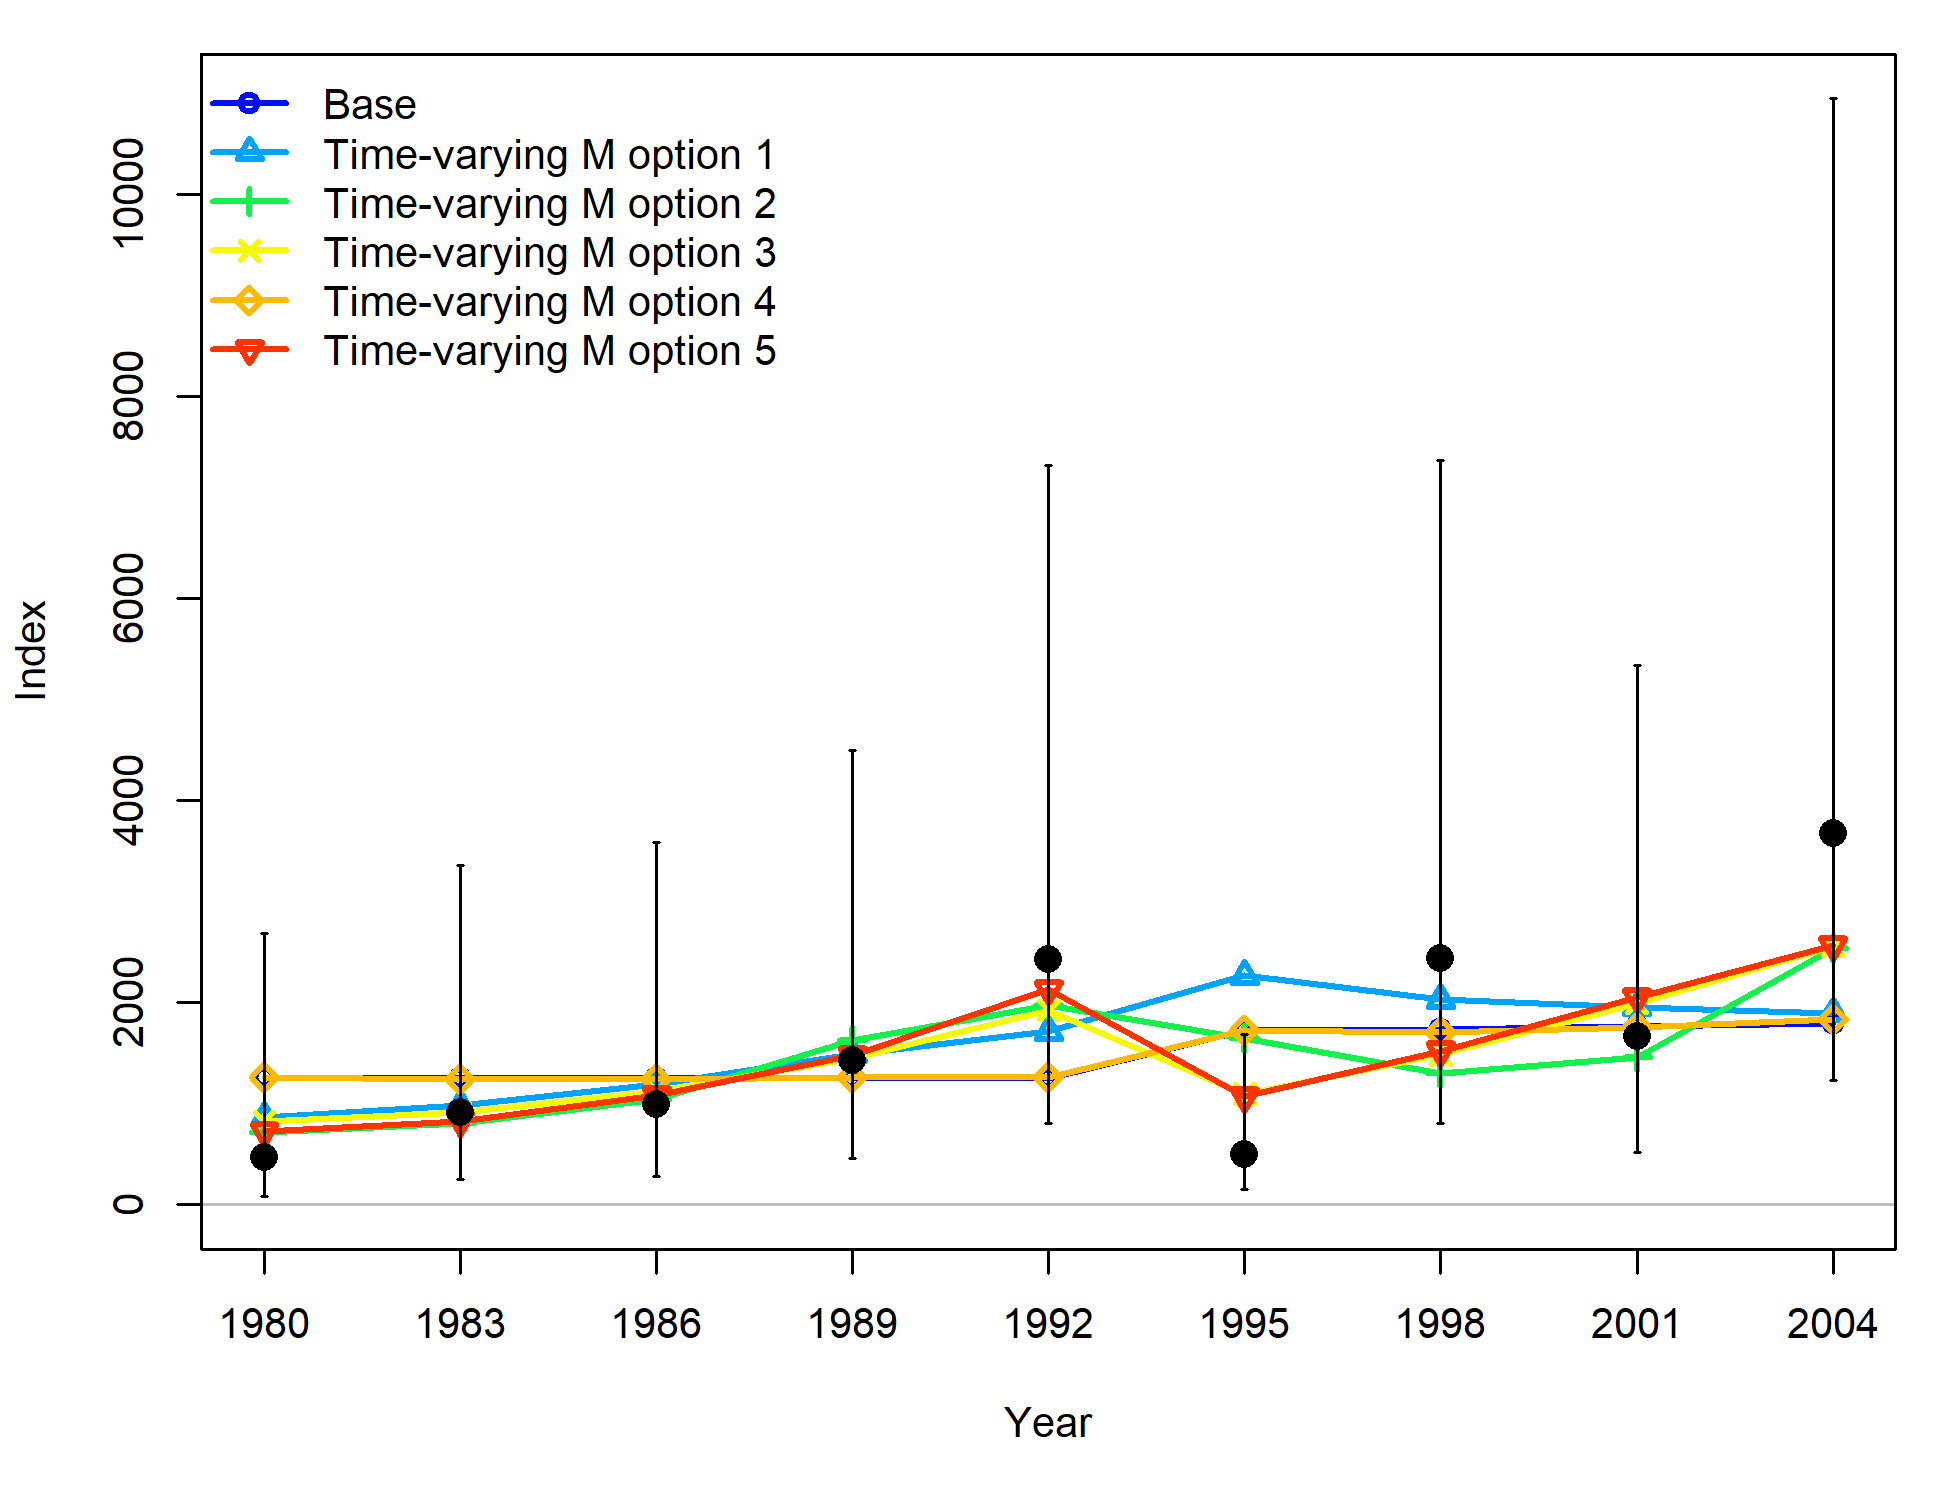 Base
Time-varying M option 1
Time-varying M option 2
Time-varying M option 3
Time-varying M option 4
Time-varying M option 5
Index
10000
8000
6000
4000
2000
0
1980 1983 1986 1989 1992 1995 1998 2001 2004
Year